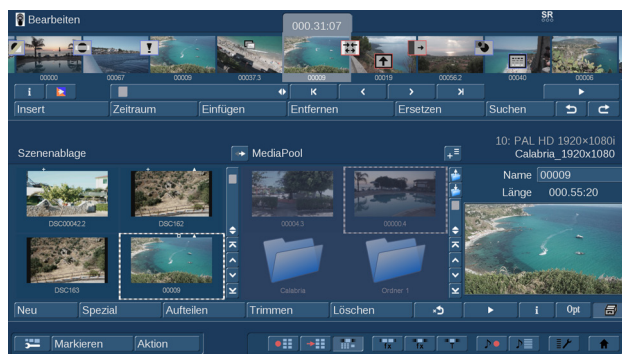 Bearbeiten
000.31:07
SR
00000
00067
00009
00037.3
00009
00019
00056.2
00040
00006
i
Insert
Zeitraum
Einfügen
Entfernen
Ersetzen
Suchen
10: PAL HD 1920×1080i
Szenenablage
MediaPool
Calabria_1920x1080
Name 00009
Länge 000.55:20
DSC00042.2
DSC162
00004.3
00000.4
DSC163
00009
Calabria
Ordner 1
Neu
Spezial
Aufteilen
Trimmen
Löschen
i
Opt
Markieren
Aktion